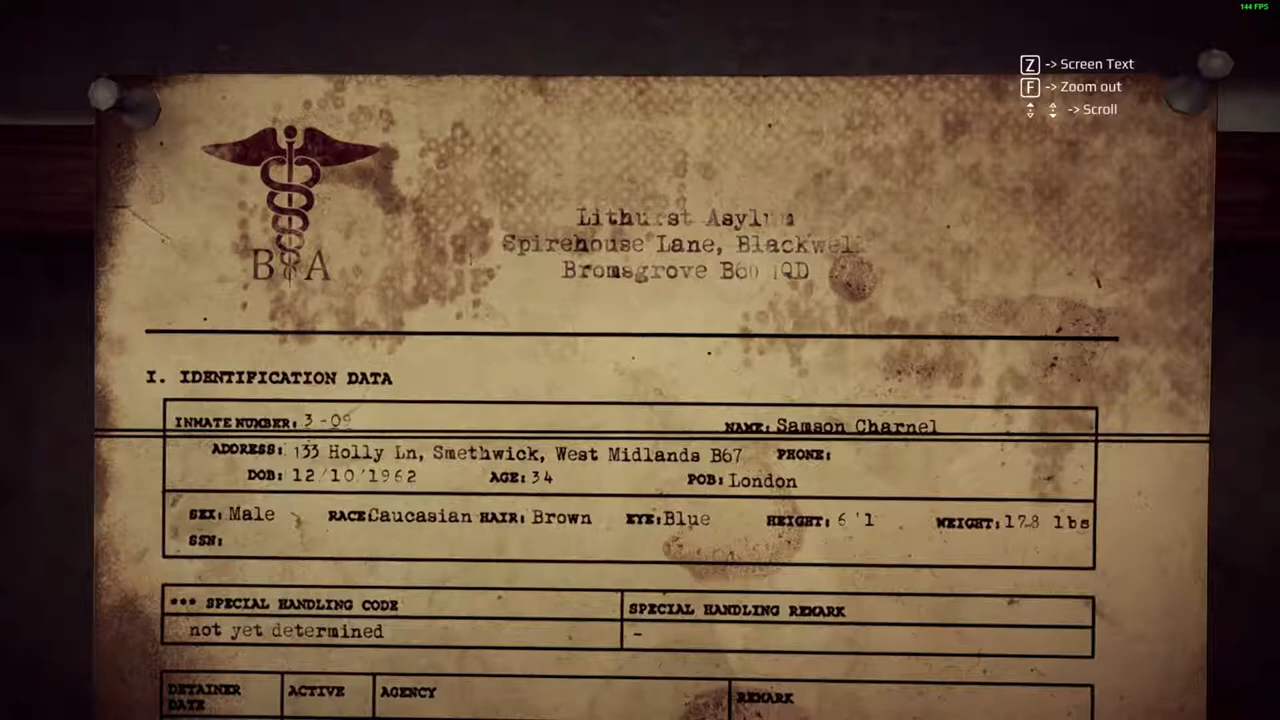 144 FPS
Z -> Screen Text
F -> Zoom out
-> Scroll
B A
Lithurst Asylum
Spirehouse Lane, Blackwell
Bromsgrove B60 1QD
I. IDENTIFICATION DATA
INMATE NUMBER: 3-09 NAME: Samson Charnel
ADDRESS: 133 Holly Ln, Smethwick, West Midlands B67 PHONE:
DOB: 12/10/1962 AGE: 34 POB: London
SEX: Male RACE Caucasian HAIR: Brown EYE: Blue HEIGHT: 6'1 WEIGHT: 178 lbs
SSN:
*** SPECIAL HANDLING CODE SPECIAL HANDLING REMARK
not yet determined -
DETAINER DATE ACTIVE AGENCY REMARK